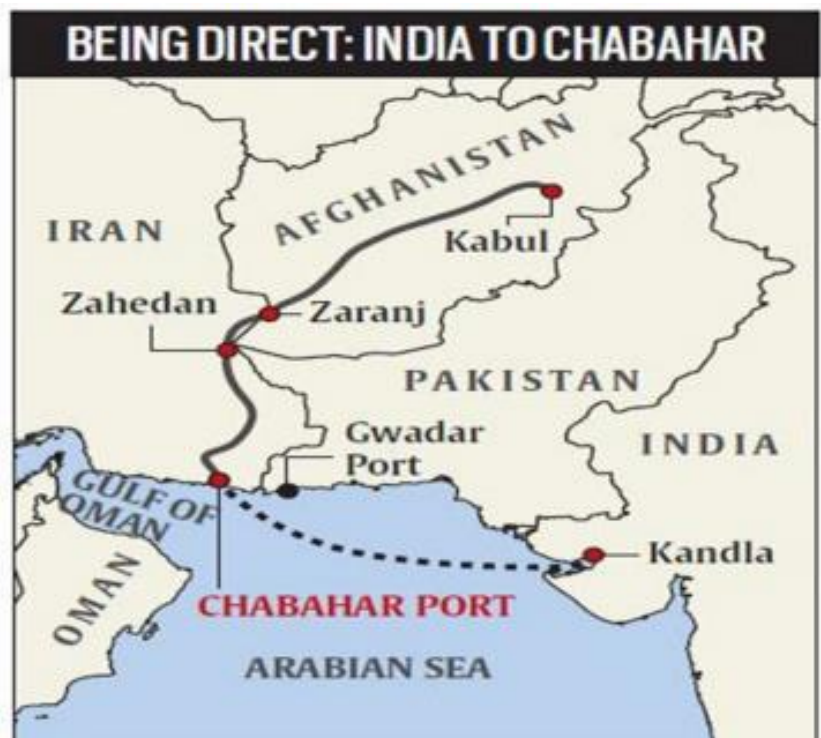 BEING DIRECT: INDIA TO CHABAHAR
AFGHANISTAN
IRAN
Kabul
Zahedan
Zaranj
PAKISTAN
Gwadar
Port
INDIA
GULF OF
OMAN
Kandla
OMAN
CHABAHAR PORT
ARABIAN SEA